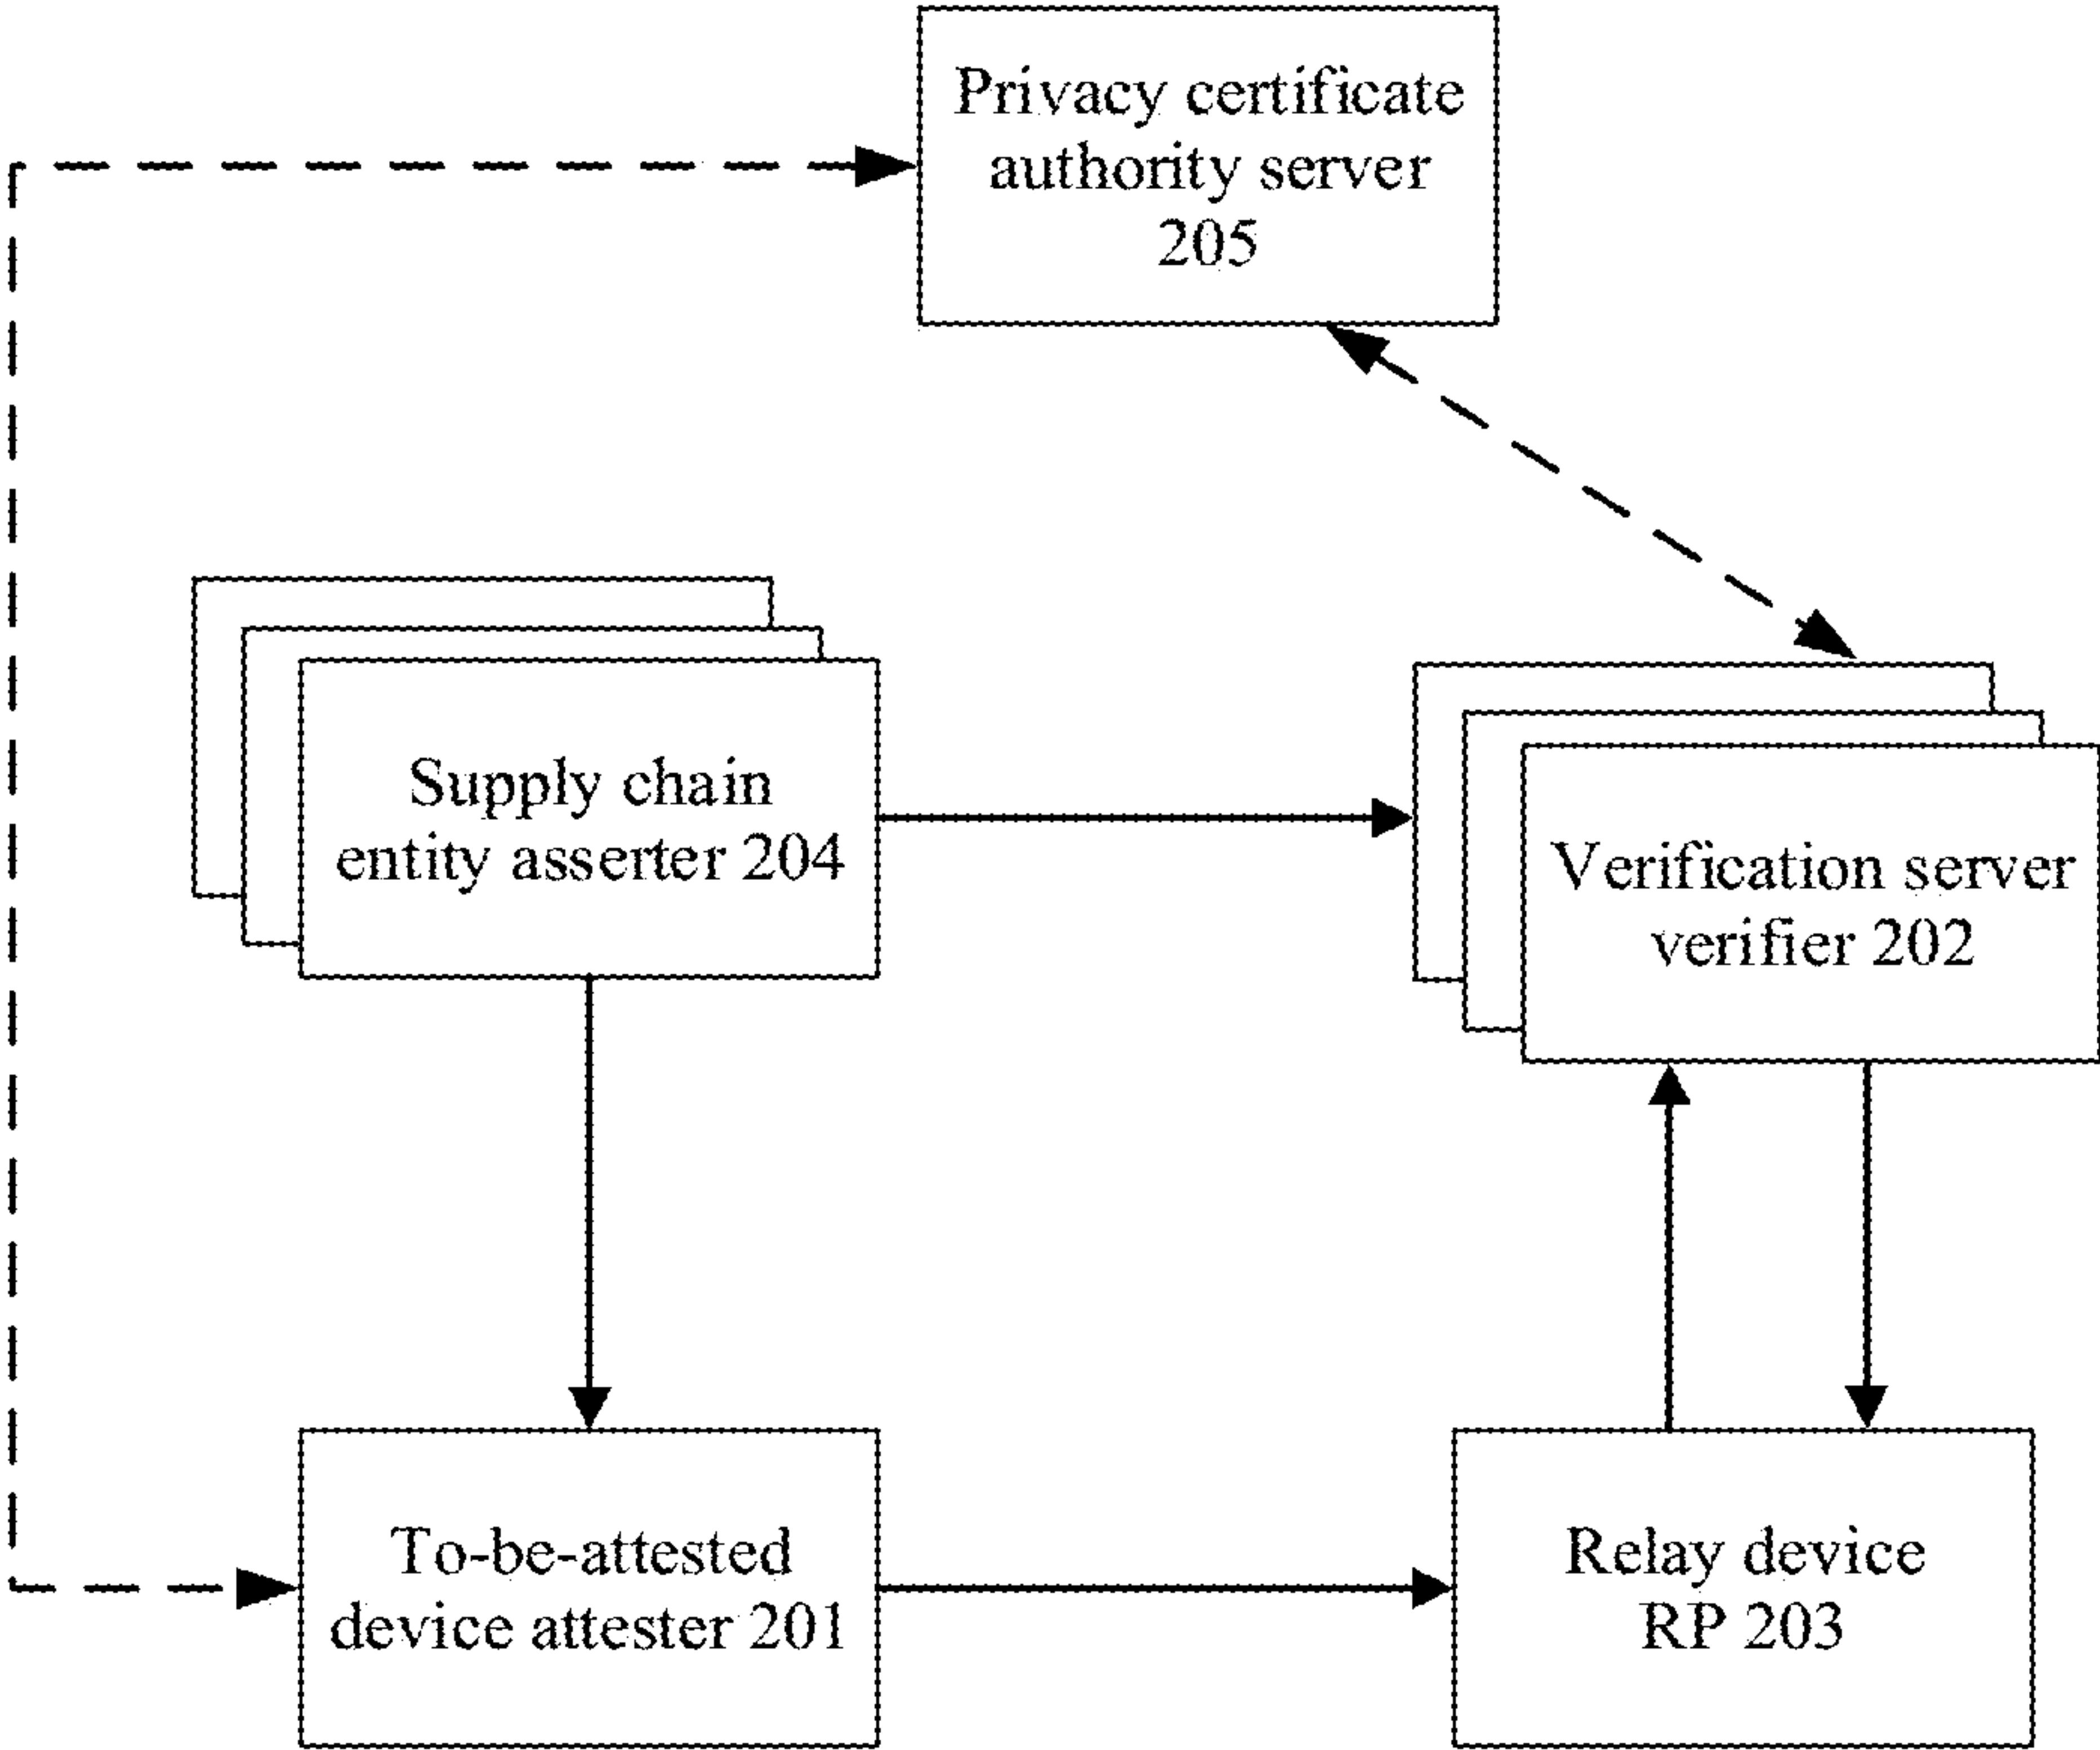 Privacy certificate
authority server
205
Supply chain
entity asserter 204
Verification server
verifier 202
To-be-attested
device attester 201
Relay device
RP 203